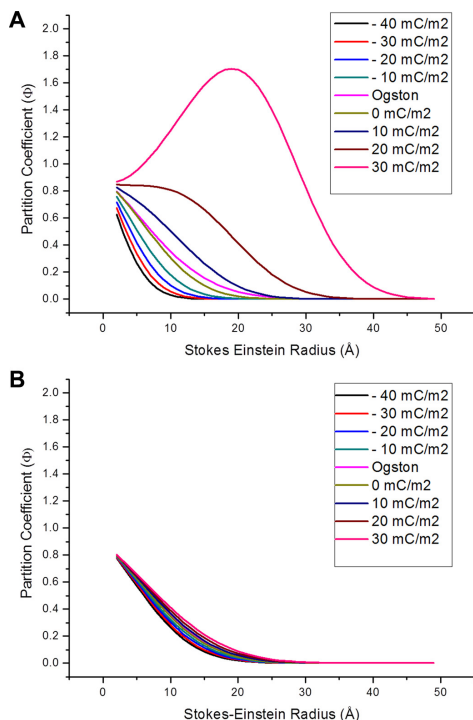 A
2.0
1.8
1.6
1.4
1.2
1.0
0.8
0.6
0.4
0.2
0.0
Partition Coefficient (Φ)
- 40 mC/m2
- 30 mC/m2
- 20 mC/m2
- 10 mC/m2
Ogston
0 mC/m2
10 mC/m2
20 mC/m2
30 mC/m2
0 10 20 30 40 50
Stokes Einstein Radius (Å)
B
2.0
1.8
1.6
1.4
1.2
1.0
0.8
0.6
0.4
0.2
0.0
Partition Coefficient (Φ)
- 40 mC/m2
- 30 mC/m2
- 20 mC/m2
- 10 mC/m2
Ogston
0 mC/m2
10 mC/m2
20 mC/m2
30 mC/m2
0 10 20 30 40 50
Stokes-Einstein Radius (Å)